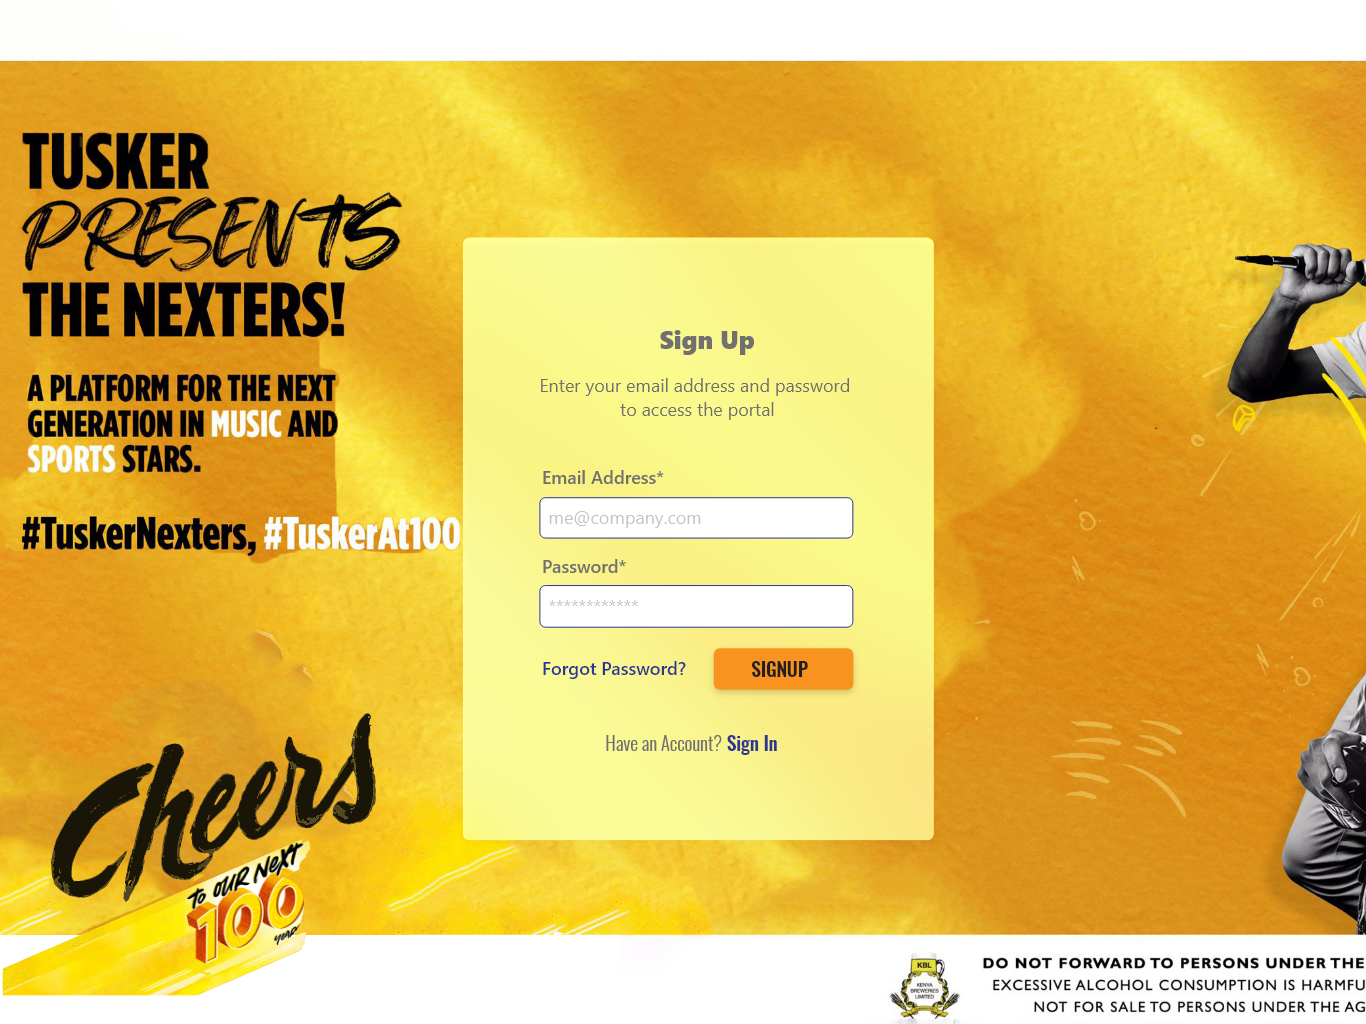 TUSKER
PRESENTS
THE NEXTERS!
A PLATFORM FOR THE NEXT
GENERATION IN MUSIC AND
SPORTS STARS.
#TuskerNexters, #TuskerAt100
Sign Up
Enter your email address and password
to access the portal
Email Address*
me@company.com
Password*
************
Forgot Password?
SIGNUP
Have an Account? Sign In
Cheers
To OUR NEXT
100
YEARS
KBL
KENYA
BREWERIES
LIMITED
DO NOT FORWARD TO PERSONS UNDER THE
EXCESSIVE ALCOHOL CONSUMPTION IS HARMFU
NOT FOR SALE TO PERSONS UNDER THE AG